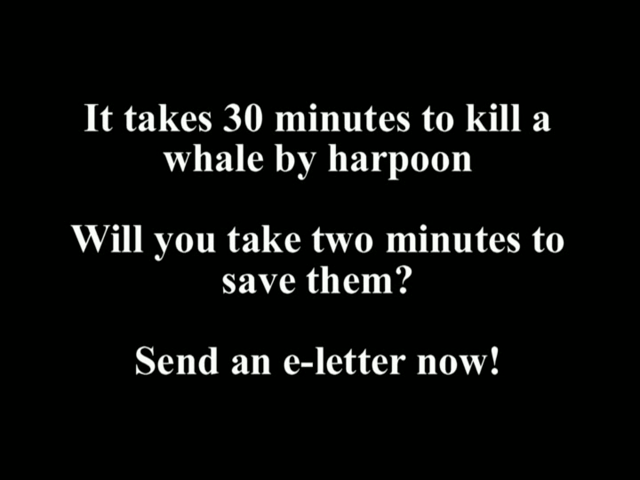 It takes 30 minutes to kill a
whale by harpoon
Will you take two minutes to
save them?
Send an e-letter now!